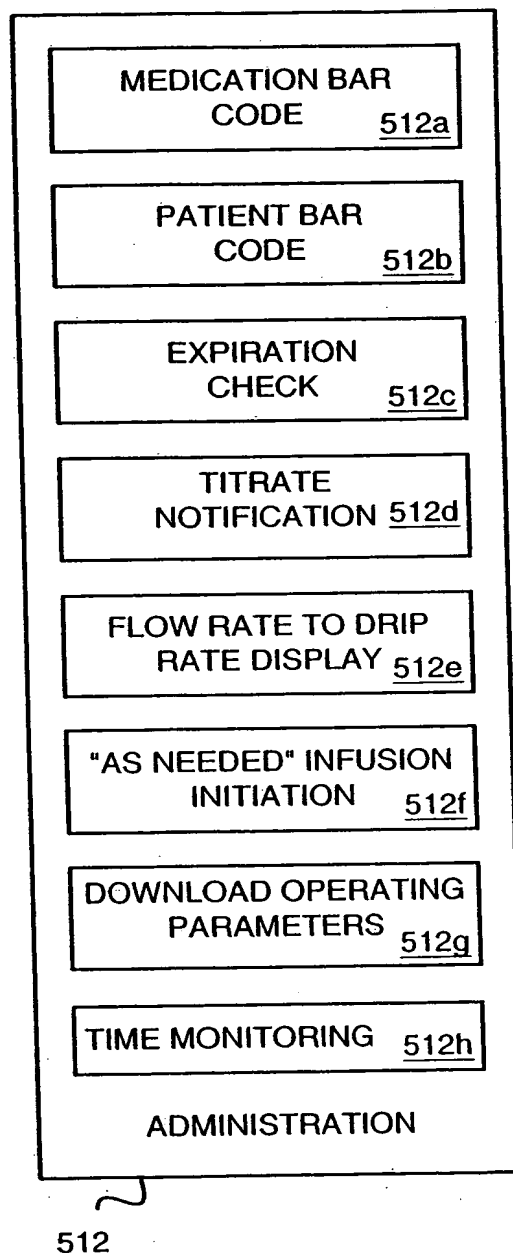 MEDICATION BAR
CODE 512a
PATIENT BAR
CODE 512b
EXPIRATION
CHECK 512c
TITRATE
NOTIFICATION 512d
FLOW RATE TO DRIP
RATE DISPLAY 512e
"AS NEEDED" INFUSION
INITIATION 512f
DOWNLOAD OPERATING
PARAMETERS 512g
TIME MONITORING 512h
ADMINISTRATION
512